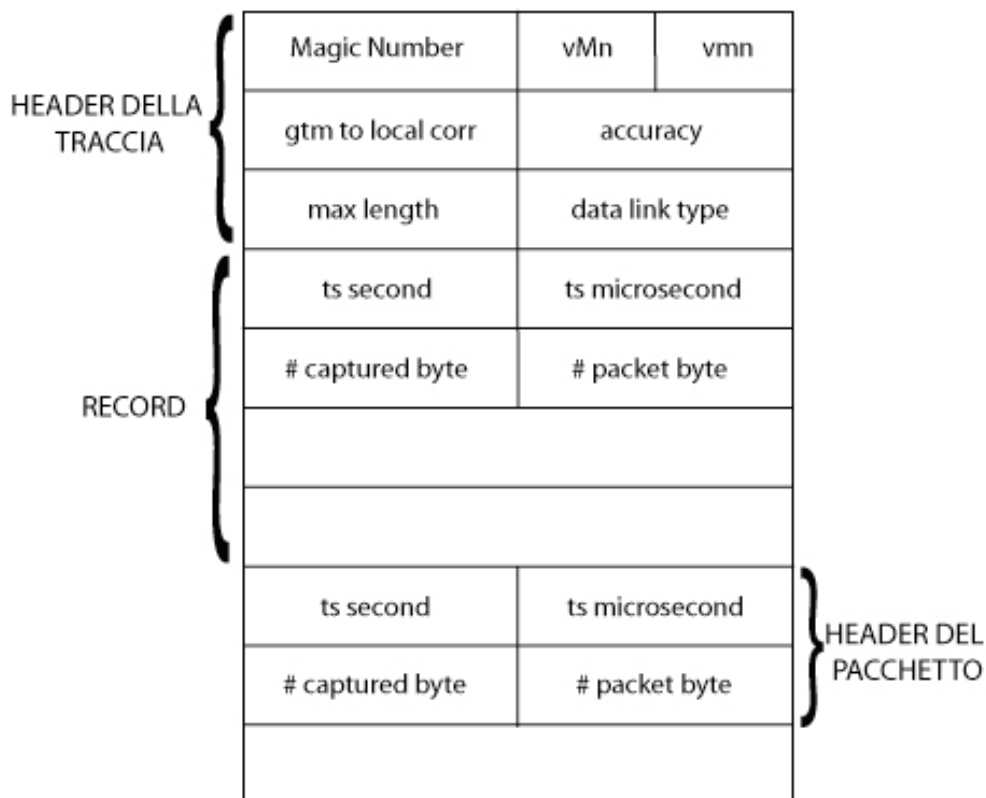 Magic Number vMn vmn
HEADER DELLA
TRACCIA
gtm to local corr accuracy
max length data link type
RECORD
ts second ts microsecond
# captured byte # packet byte
ts second ts microsecond
# captured byte # packet byte
HEADER DEL
PACCHETTO